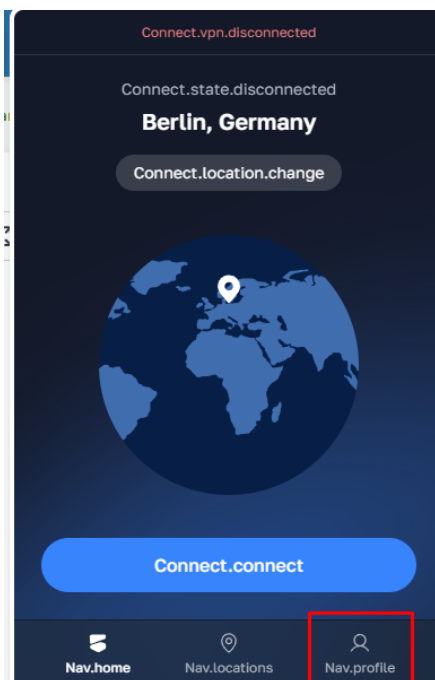 Connect.vpn.disconnected
Connect.state.disconnected
Berlin, Germany
Connect.location.change
Connect.connect
Nav.home
Nav.locations
Nav.profile